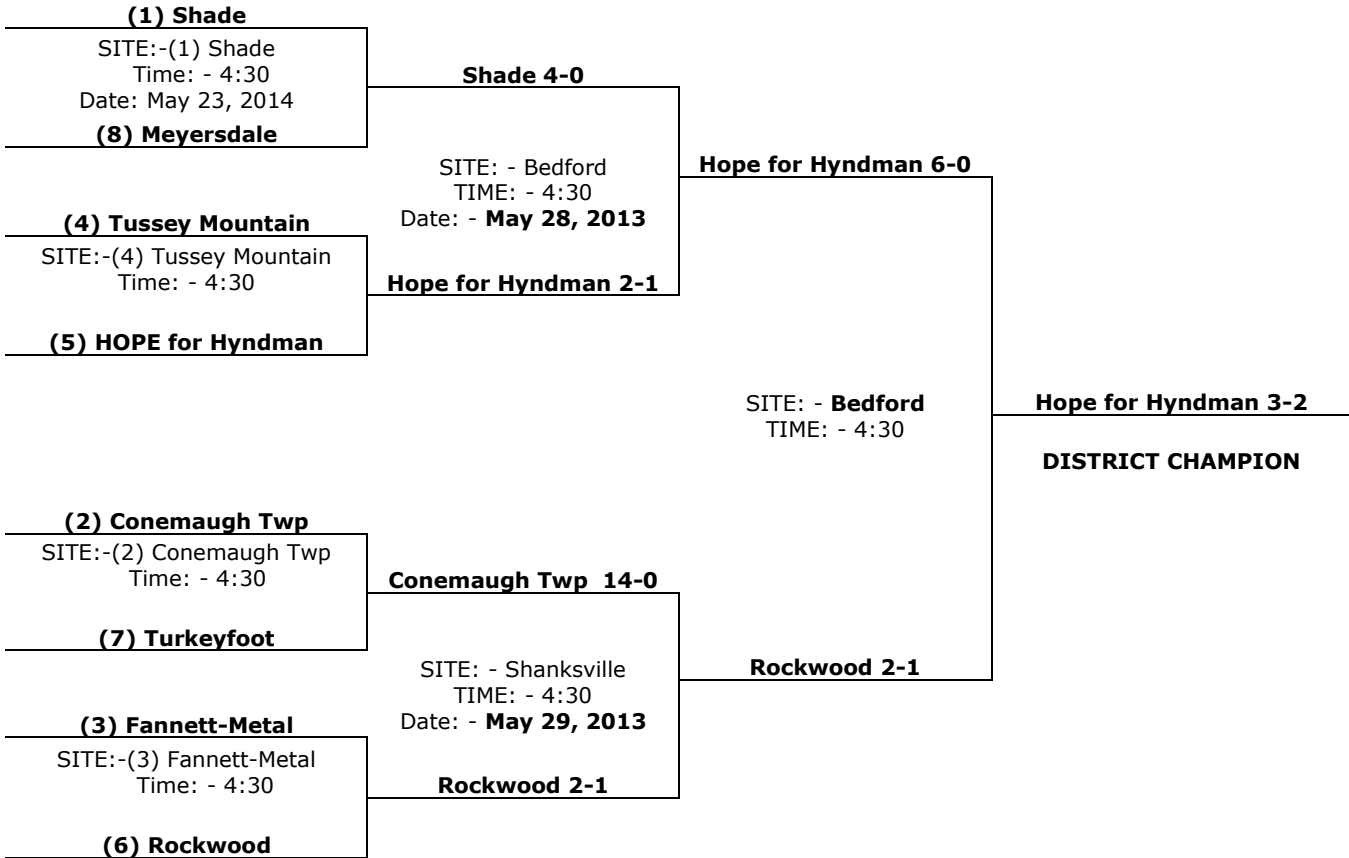 (1) Shade
SITE:-(1) Shade
Time: - 4:30
Date: May 23, 2014
(8) Meyersdale
Shade 4-0
SITE: - Bedford
TIME: - 4:30
Date: - May 28, 2013
(4) Tussey Mountain
SITE:-(4) Tussey Mountain
Time: - 4:30
(5) HOPE for Hyndman
Hope for Hyndman 2-1
Hope for Hyndman 6-0
SITE: - Bedford
TIME: - 4:30
Hope for Hyndman 3-2
DISTRICT CHAMPION
(2) Conemaugh Twp
SITE:-(2) Conemaugh Twp
Time: - 4:30
(7) Turkeyfoot
Conemaugh Twp 14-0
SITE: - Shanksville
TIME: - 4:30
Date: - May 29, 2013
Rockwood 2-1
(3) Fannett-Metal
SITE:-(3) Fannett-Metal
Time: - 4:30
(6) Rockwood
Rockwood 2-1